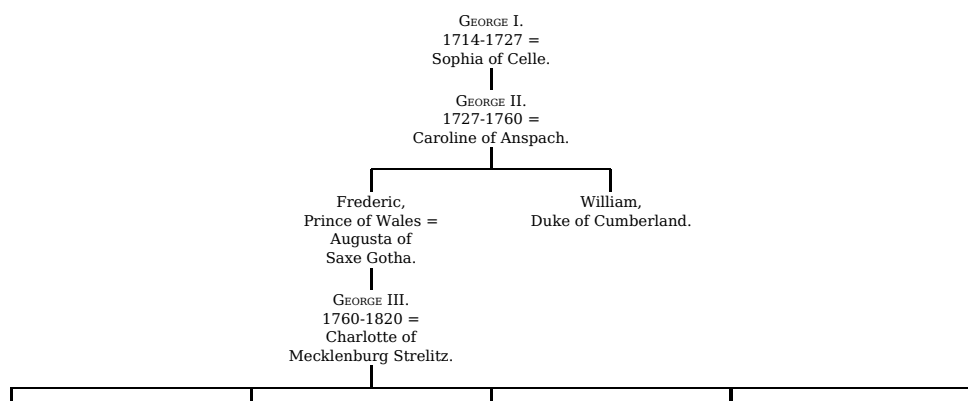 George I.
1714-1727 =
Sophia of Celle.
George II.
1727-1760 =
Caroline of Anspach.
Frederic,
Prince of Wales =
Augusta of
Saxe Gotha.
William,
Duke of Cumberland.
George III.
1760-1820 =
Charlotte of
Mecklenburg Strelitz.